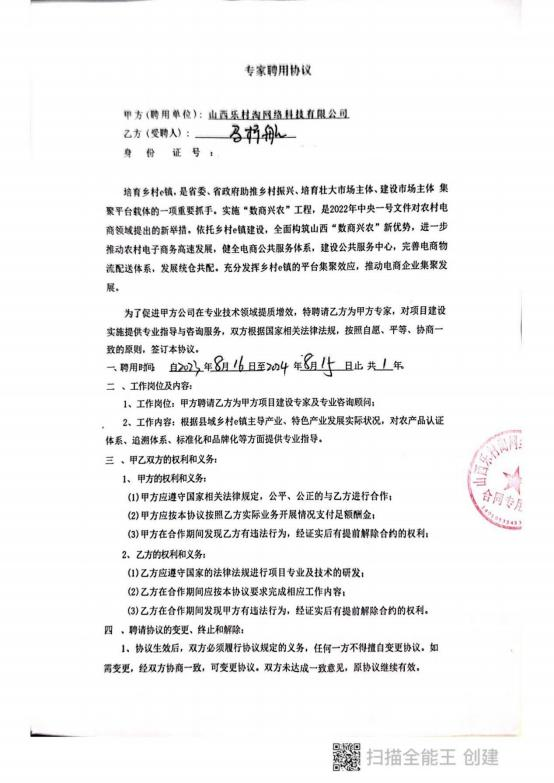 专家聘用协议
甲方(聘用单位)：山西乐村淘网络科技有限公司
乙方(受聘人)：
身 份 证 号：
培育乡村e镇，是省委、省政府助推乡村振兴、培育壮大市场主体、建设市场主体 集
聚平台载体的一项重要抓手。实施“数商兴农”工程，是2022年中央一号文件对农村电
商领域提出的新举措。依托乡村e镇建设，全面构筑山西“数商兴农”新优势，进一步
推动农村电子商务高速发展，健全电商公共服务体系，建设公共服务中心，完善电商物
流配送体系，发展统仓共配。充分发挥乡村e镇的平台集聚效应，推动电商企业集聚发
展。
为了促进甲方公司在专业技术领域提质增效，特聘请乙方为甲方专家，对项目建设
实施提供专业指导与咨询服务，双方根据国家相关法律法规，按照自愿、平等、协商一
致的原则，签订本协议。
一、聘用时间 自2023年8月16日至2024年8月15日止 共1年。
二、工作岗位及内容：
1、工作岗位：甲方聘请乙方为甲方项目建设专家及专业咨询顾问；
2、工作内容：根据县域乡村e镇主导产业、特色产业发展实际状况，对农产品认证
体系、追溯体系、标准化和品牌化等方面提供专业指导。
三、甲乙双方的权利和义务：
1、甲方的权利和义务：
(1)甲方应遵守国家相关法律规定，公平、公正的与乙方进行合作；
(2)甲方应按本协议按照乙方实际业务开展情况支付足额酬金；
(3)甲方在合作期间发现乙方有违法行为，经证实后有提前解除合约的权利；
2、乙方的权利和义务：
(1)乙方应遵守国家的法律法规进行项目专业及技术的研发；
(2)乙方在合作期间应按本协议要求完成相应工作内容；
(3)乙方在合作期间发现甲方有违法行为，经证实后有提前解除合约的权利。
四、聘请协议的变更、终止和解除：
1、协议生效后，双方必须履行协议规定的义务，任何一方不得擅自变更协议。如
需变更，经双方协商一致，可变更协议。双方未达成一致意见，原协议继续有效。
山西乐村淘网
合同专用
扫描全能王 创建